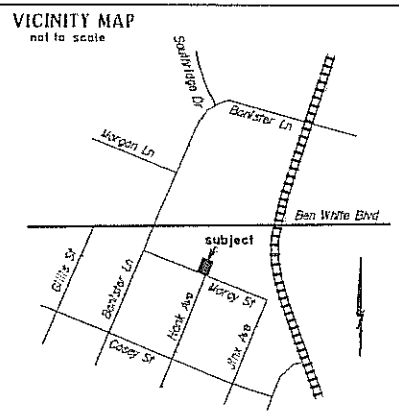 VICINITY MAP
not to scale
Southridge Dr
Banister Ln
Morgan Ln
Ben White Blvd
subject
Gillis St
Banister Ln
Hank Ave
Marcy St
Casey St
Jinx Ave